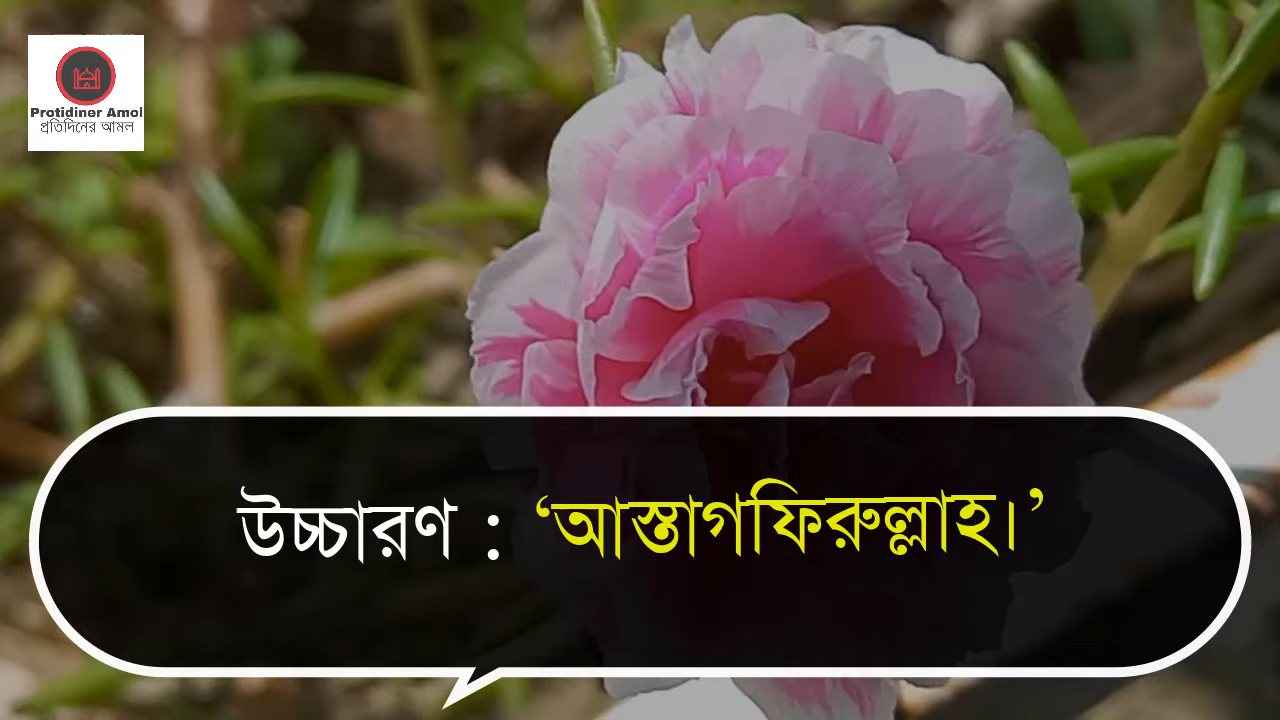 Protidiner Amol
প্রতিদিনের আমল
উচ্চারণ : ‘আস্তাগফিরুল্লাহ।’